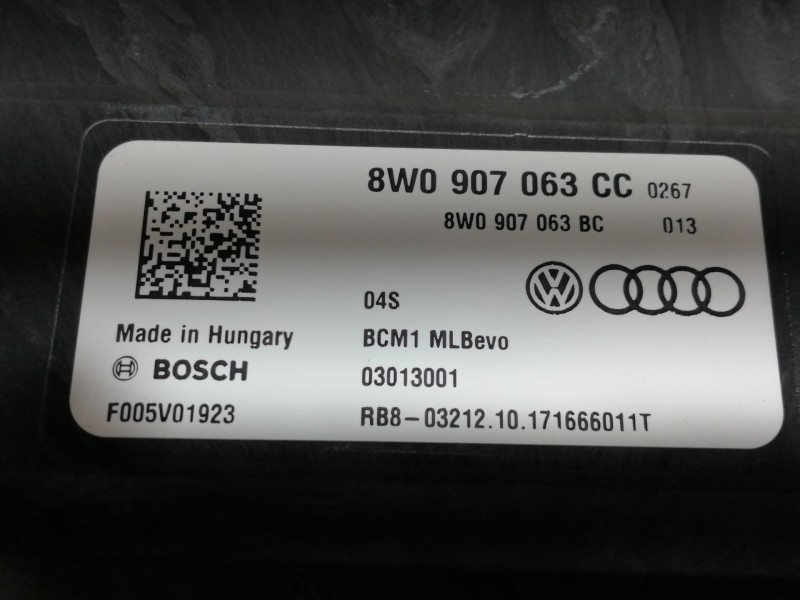 8W0 907 063 CC 0267
8W0 907 063 BC 013
04S
Made in Hungary BCM1 MLBevo
BOSCH 03013001
F005V01923 RB8-03212.10.171666011T